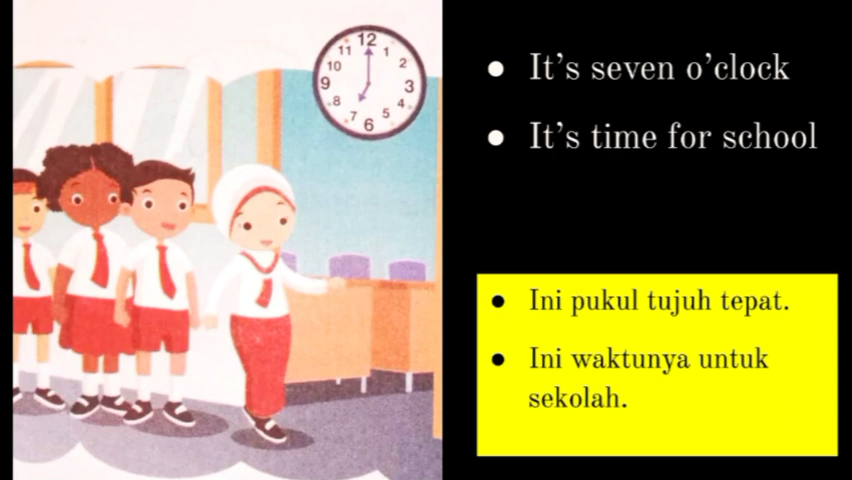 12
11
1
10
2
9
3
8
4
7
5
6
● It’s seven o’clock
● It’s time for school
● Ini pukul tujuh tepat.
● Ini waktunya untuk
sekolah.